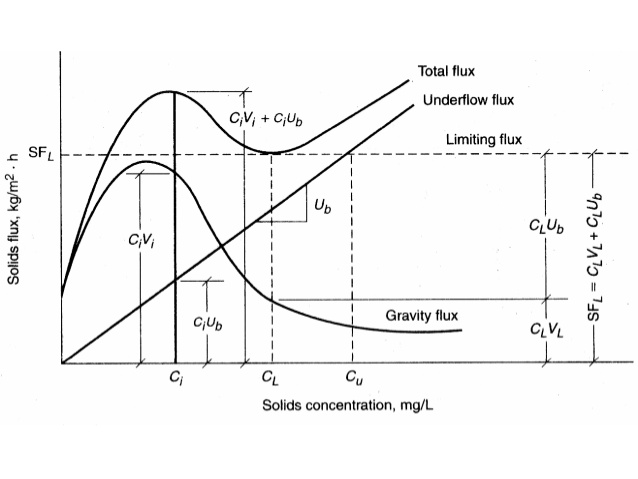 Total flux
Underflow flux
C_iV_i + C_iU_b
Limiting flux
SF_L
U_b
C_iV_i
C_LU_b
SF_L = C_LV_L + C_LU_b
Solids flux, kg/m² · h
C_iU_b
Gravity flux
C_LV_L
C_i
C_L
C_u
Solids concentration, mg/L